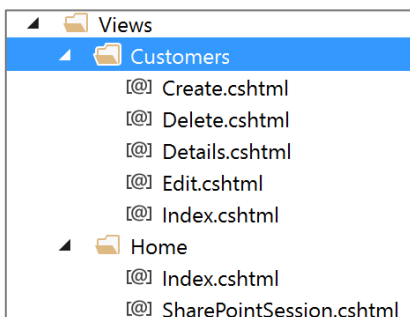 Views
Customers
[@] Create.cshtml
[@] Delete.cshtml
[@] Details.cshtml
[@] Edit.cshtml
[@] Index.cshtml
Home
[@] Index.cshtml
[@] SharePointSession.cshtml